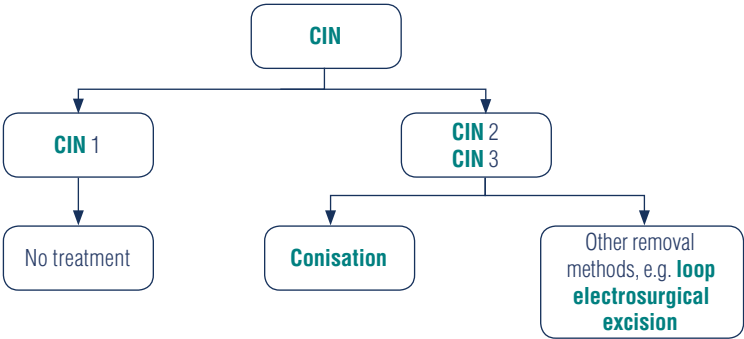 CIN
CIN 1
CIN 2
CIN 3
No treatment
Conisation
Other removal
methods, e.g. loop
electrosurgical
excision